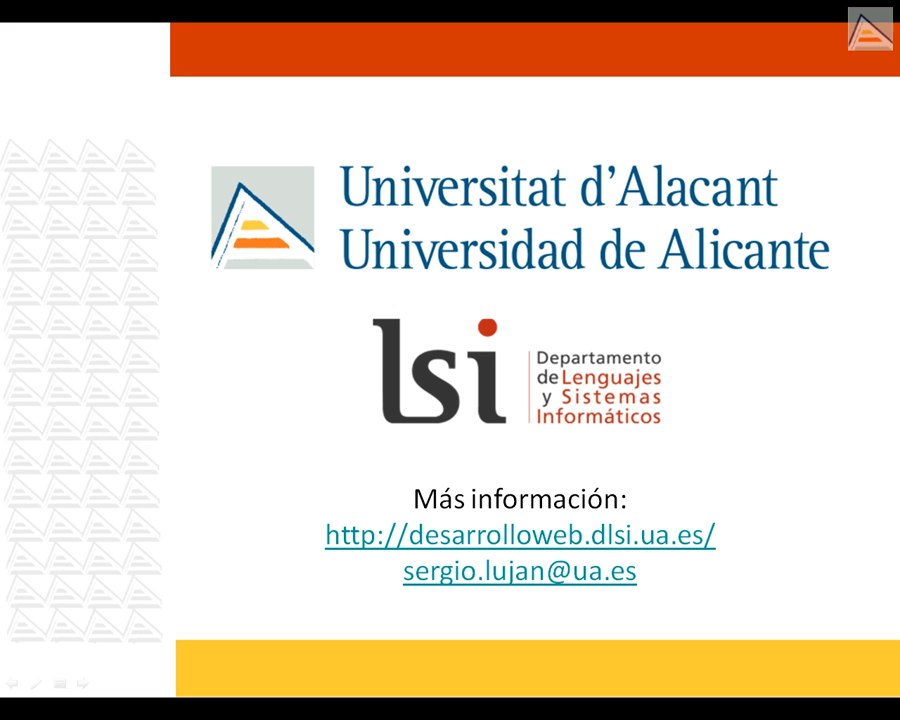 Universitat d'Alacant
Universidad de Alicante
lsi
Departamento
de Lenguajes
y Sistemas
Informáticos
Más información:
http://desarrolloweb.dlsi.ua.es/
sergio.lujan@ua.es